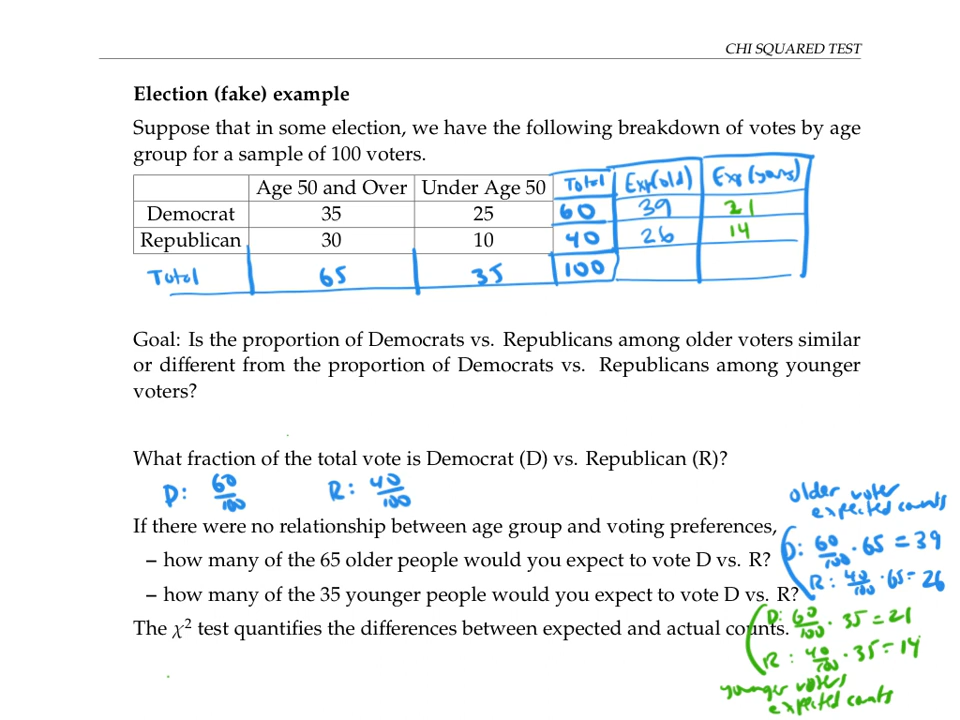 CHI SQUARED TEST
Election (fake) example
Suppose that in some election, we have the following breakdown of votes by age
group for a sample of 100 voters.
Age 50 and Over Under Age 50 Total Exp(old) Exp(young)
Democrat 35 25 60 39 21
Republican 30 10 40 26 14
Total 65 35 100
Goal: Is the proportion of Democrats vs. Republicans among older voters similar
or different from the proportion of Democrats vs. Republicans among younger
voters?
What fraction of the total vote is Democrat (D) vs. Republican (R)?
D: 60/100 R: 40/100
older voter
expected counts
If there were no relationship between age group and voting preferences,
D: 60/100 · 65 = 39
– how many of the 65 older people would you expect to vote D vs. R?
R: 40/100 · 65 = 26
– how many of the 35 younger people would you expect to vote D vs. R?
D: 60/100 · 35 = 21
The χ² test quantifies the differences between expected and actual counts.
R: 40/100 · 35 = 14
younger voters
expected counts